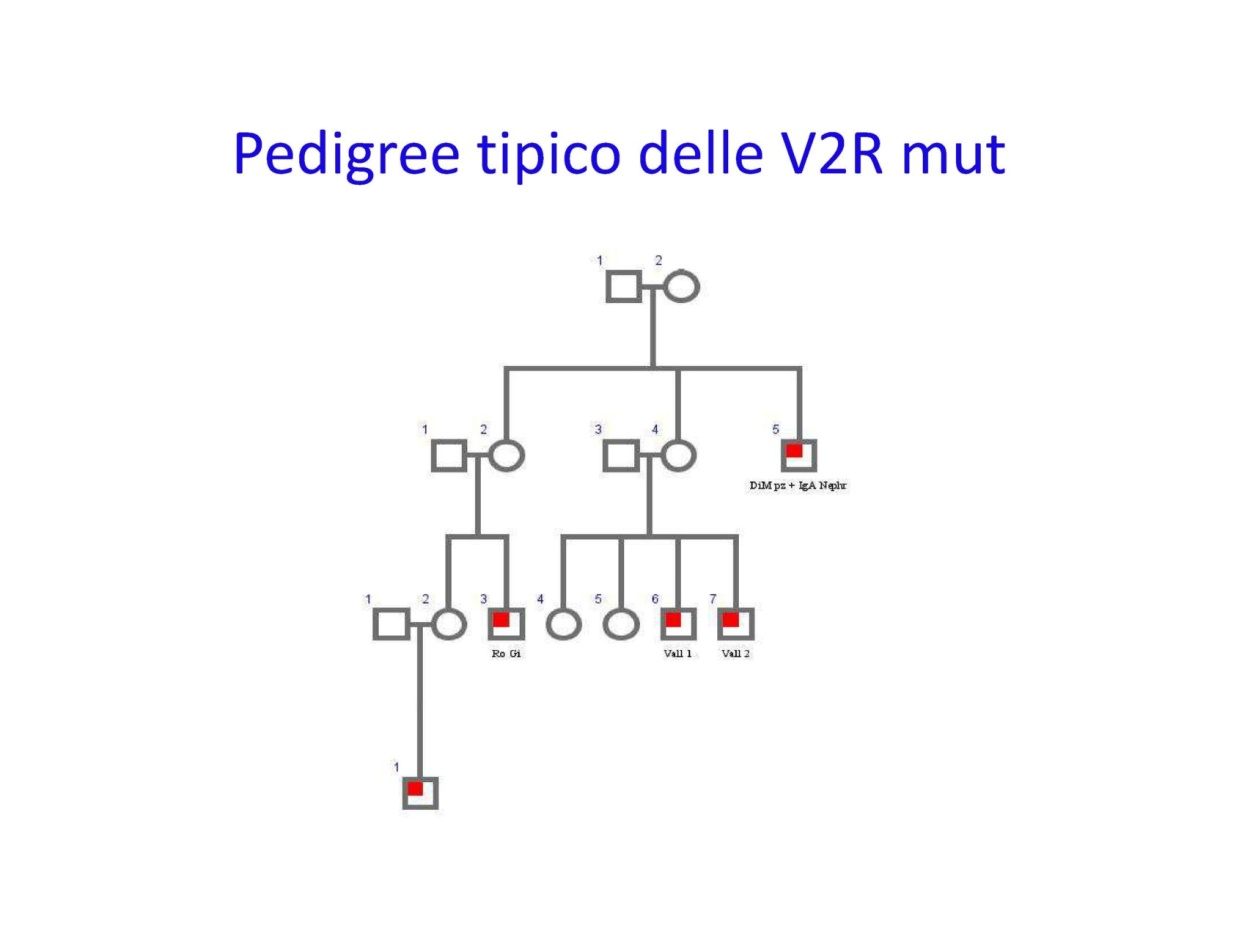 Pedigree tipico delle V2R mut
1 2
1 2 3 4 5
DiM pz + IgA Nephr
1 2 3 4 5 6 7
Ro Gi Vall 1 Vall 2
1